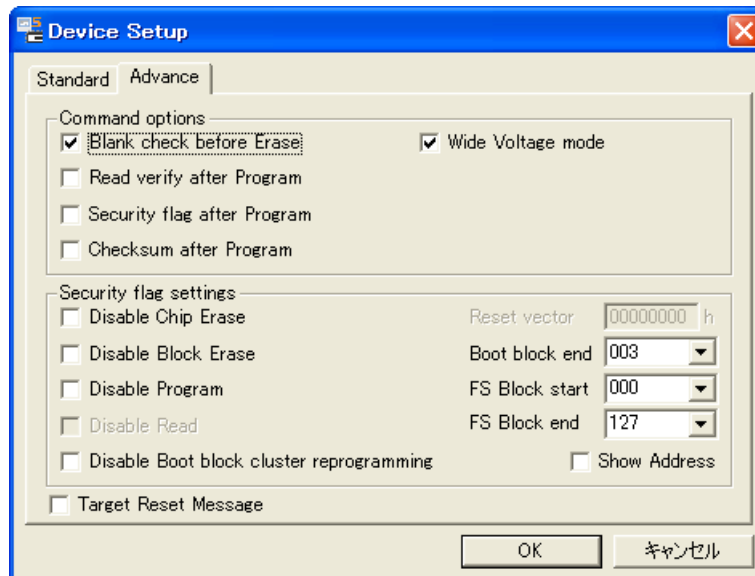 Device Setup
Standard Advance
Command options
Blank check before Erase Wide Voltage mode
Read verify after Program
Security flag after Program
Checksum after Program
Security flag settings
Disable Chip Erase Reset vector 00000000 h
Disable Block Erase Boot block end 003
Disable Program FS Block start 000
Disable Read FS Block end 127
Disable Boot block cluster reprogramming Show Address
Target Reset Message
OK キャンセル